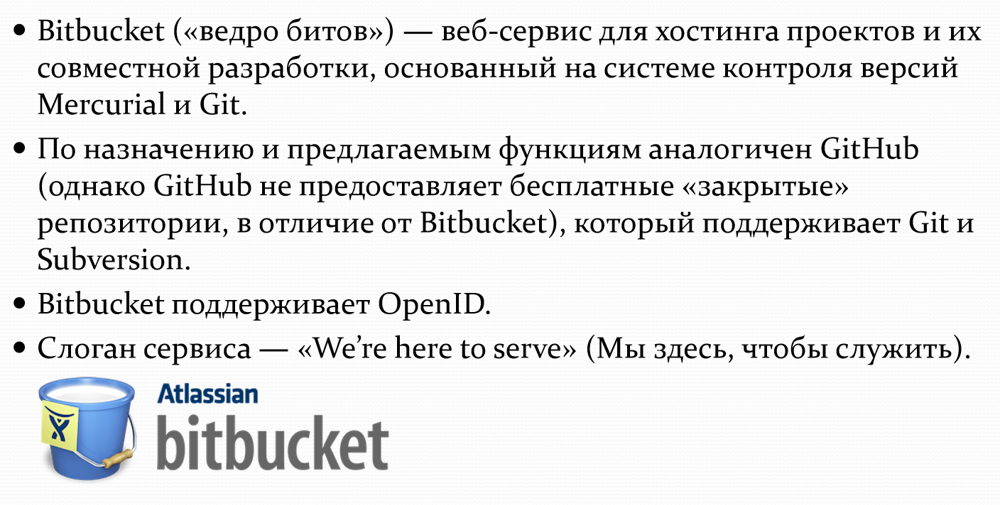 • Bitbucket («ведро битов») — веб-сервис для хостинга проектов и их
совместной разработки, основанный на системе контроля версий
Mercurial и Git.
• По назначению и предлагаемым функциям аналогичен GitHub
(однако GitHub не предоставляет бесплатные «закрытые»
репозитории, в отличие от Bitbucket), который поддерживает Git и
Subversion.
• Bitbucket поддерживает OpenID.
• Слоган сервиса — «We’re here to serve» (Мы здесь, чтобы служить).
Atlassian
bitbucket